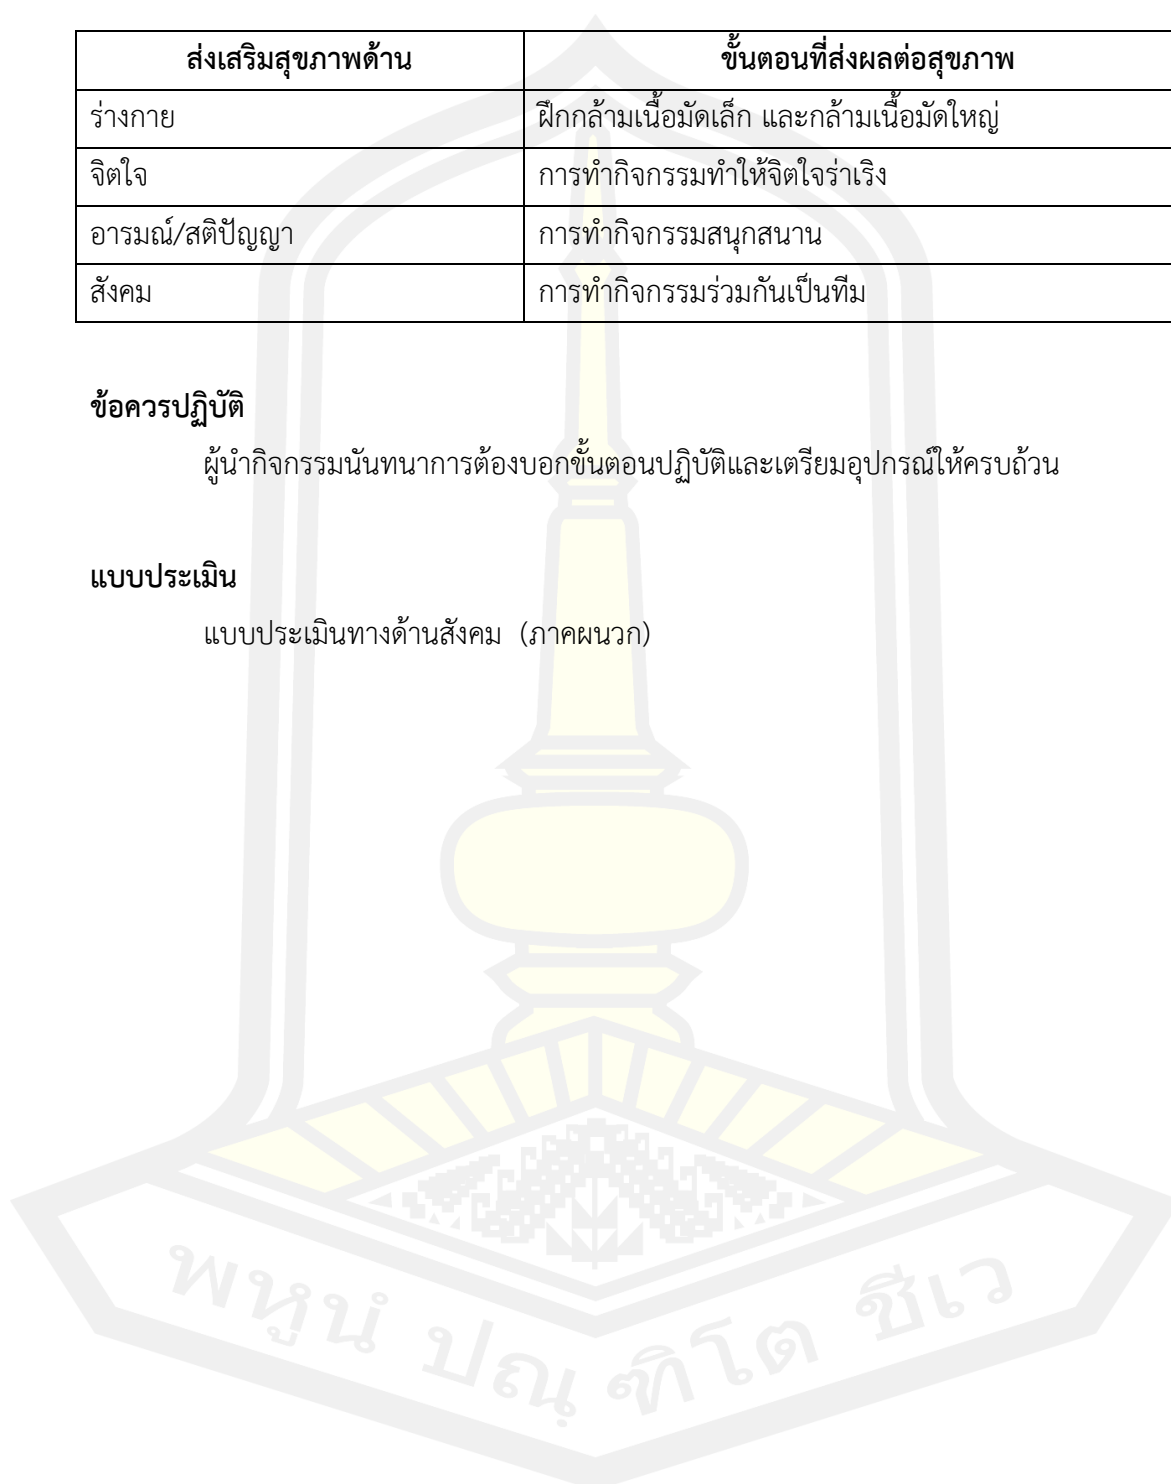 ส่งเสริมสุขภาพด้าน ขั้นตอนที่ส่งผลต่อสุขภาพ
ร่างกาย ฝึกกล้ามเนื้อมัดเล็ก และกล้ามเนื้อมัดใหญ่
จิตใจ การทำกิจกรรมทำให้จิตใจร่าเริง
อารมณ์/สติปัญญา การทำกิจกรรมสนุกสนาน
สังคม การทำกิจกรรมร่วมกันเป็นทีม
ข้อควรปฏิบัติ
ผู้นำกิจกรรมนันทนาการต้องบอกขั้นตอนปฏิบัติและเตรียมอุปกรณ์ให้ครบถ้วน
แบบประเมิน
แบบประเมินทางด้านสังคม (ภาคผนวก)
พหูนํ ปณฺ ฑิโต ชีเว